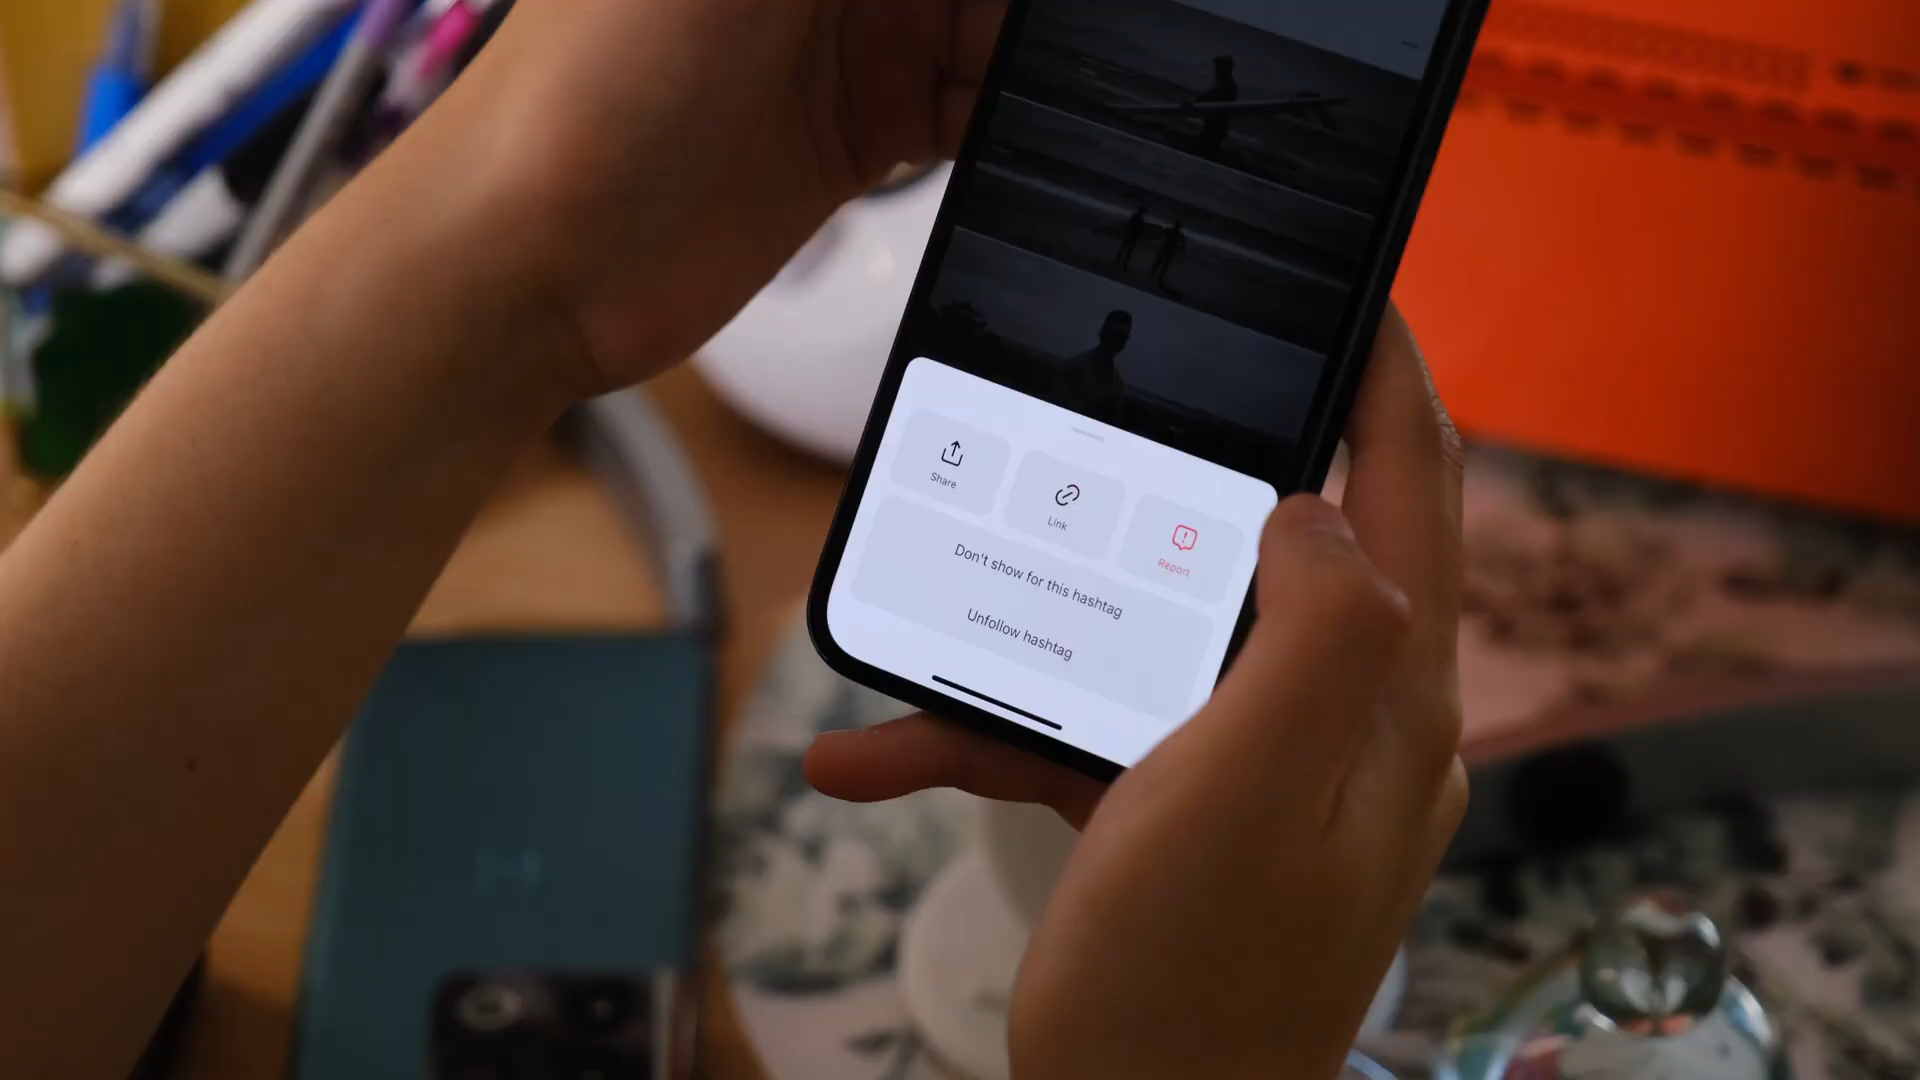 Share
Link
Report
Don't show for this hashtag
Unfollow hashtag